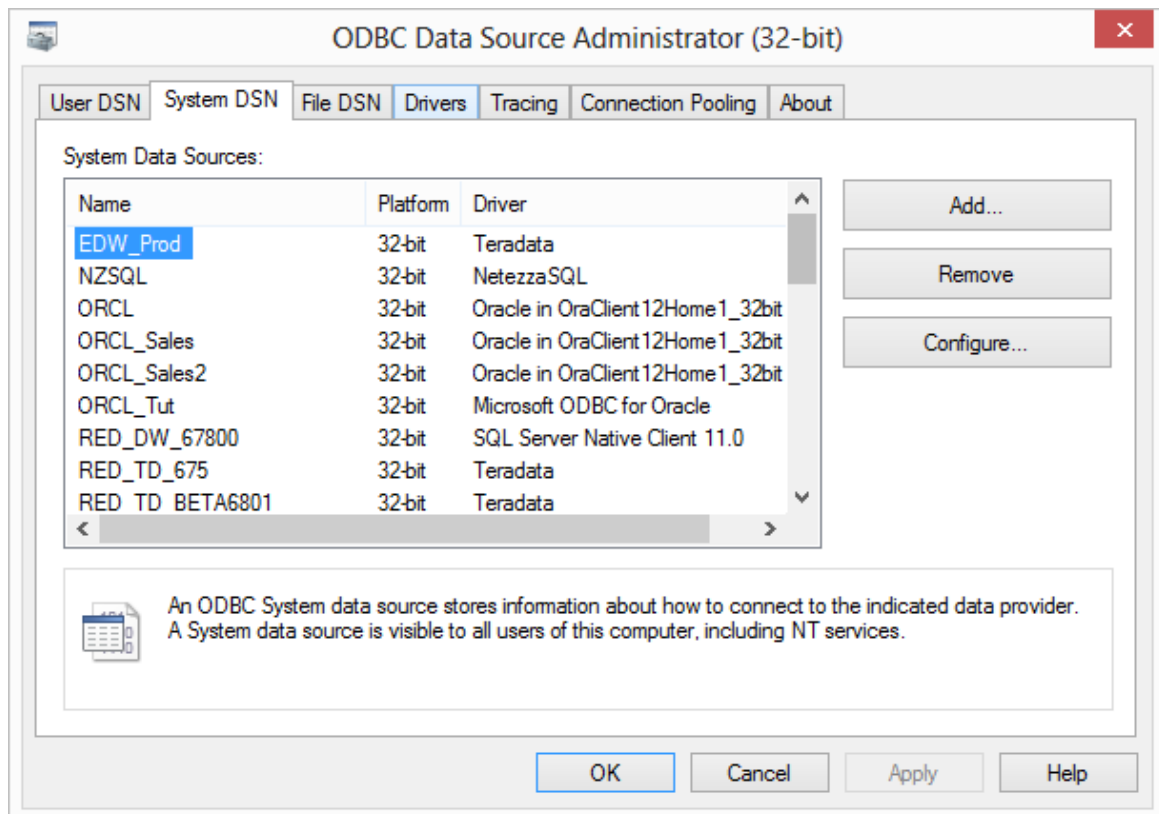 ODBC Data Source Administrator (32-bit)
User DSN System DSN File DSN Drivers Tracing Connection Pooling About
System Data Sources:
Name Platform Driver
EDW_Prod 32-bit Teradata
NZSQL 32-bit NetezzaSQL
ORCL 32-bit Oracle in OraClient12Home1_32bit
ORCL_Sales 32-bit Oracle in OraClient12Home1_32bit
ORCL_Sales2 32-bit Oracle in OraClient12Home1_32bit
ORCL_Tut 32-bit Microsoft ODBC for Oracle
RED_DW_67800 32-bit SQL Server Native Client 11.0
RED_TD_675 32-bit Teradata
RED_TD_BETA6801 32-bit Teradata
Add...
Remove
Configure...
An ODBC System data source stores information about how to connect to the indicated data provider.
A System data source is visible to all users of this computer, including NT services.
OK Cancel Apply Help